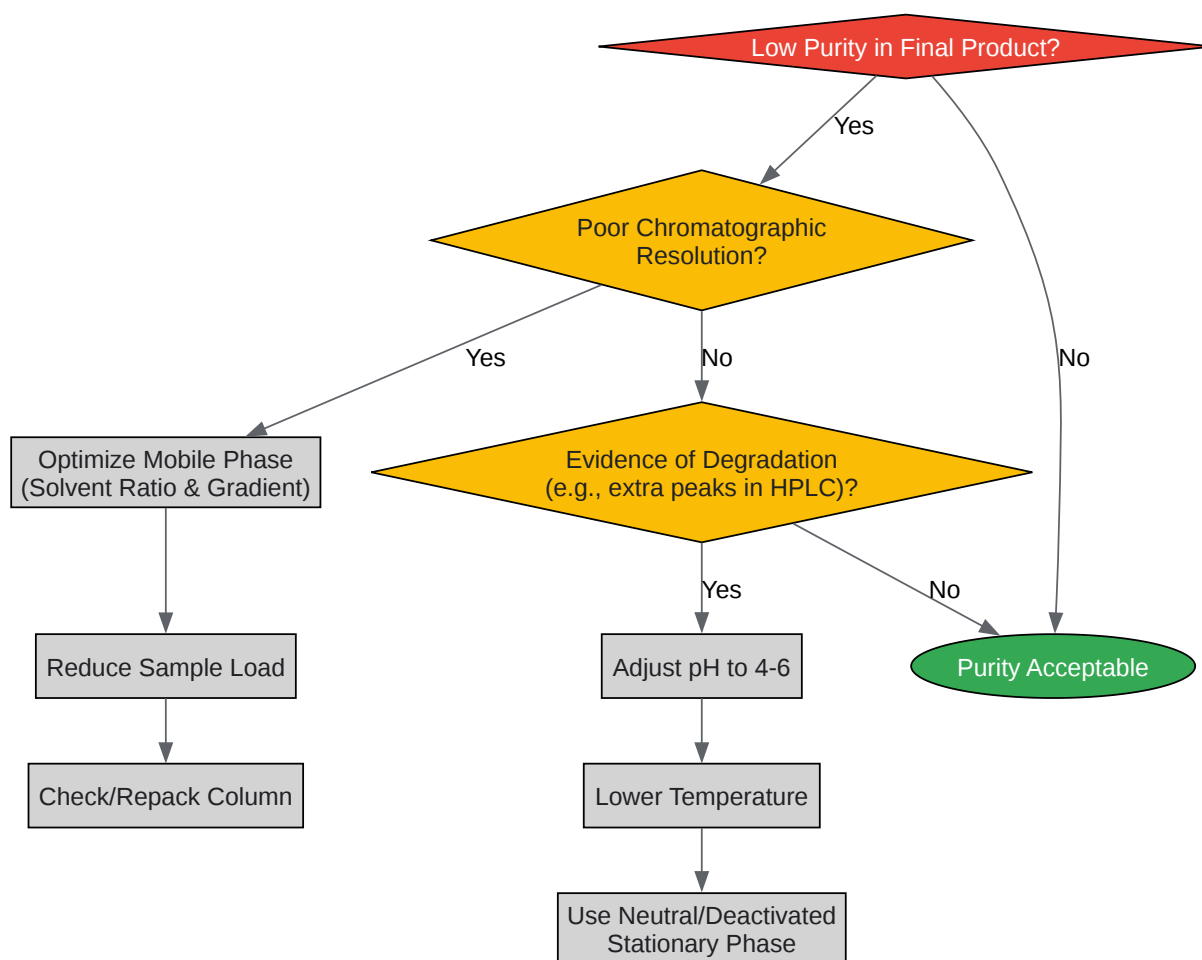 Low Purity in Final Product?
Yes
Poor Chromatographic
Resolution?
Yes
No
No
Optimize Mobile Phase
(Solvent Ratio & Gradient)
Evidence of Degradation
(e.g., extra peaks in HPLC)?
Yes
No
Reduce Sample Load
Adjust pH to 4-6
Purity Acceptable
Check/Repack Column
Lower Temperature
Use Neutral/Deactivated
Stationary Phase